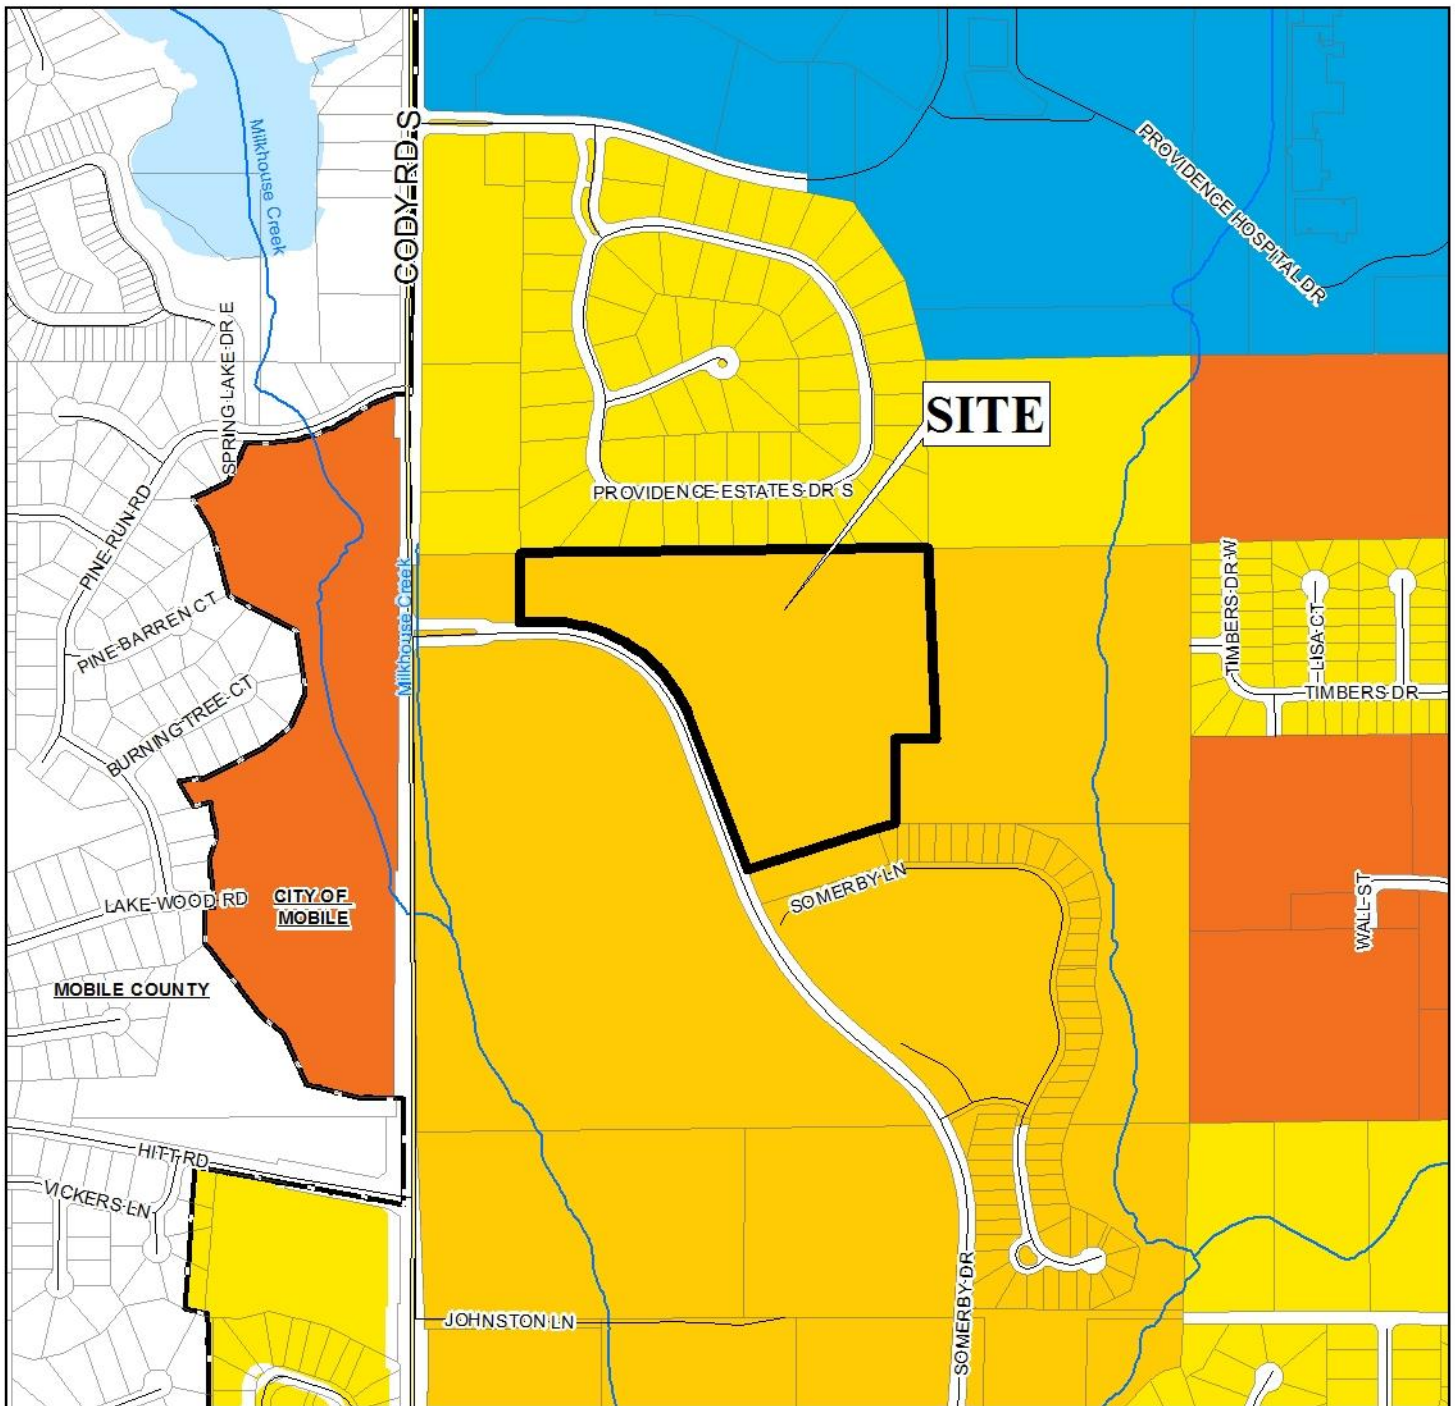 CODY RD S
Milkhouse Creek
PROVIDENCE HOSPITAL DR
SPRING LAKE DR E
SITE
PROVIDENCE ESTATES DR S
PINE RUN RD
PINE BARREN CT
Milkhouse Creek
TIMBERS DR W
LISA CT
TIMBERS DR
BURNING TREE CT
SOMERBY LN
LAKE WOOD RD
CITY OF
MOBILE
WALL ST
MOBILE COUNTY
HITT RD
VICKERS LN
SOMERBY DR
JOHNSTON LN